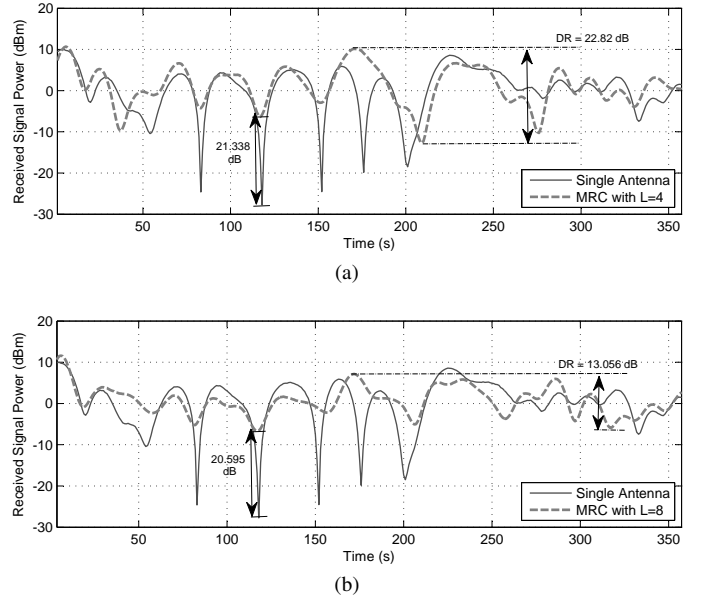 20
10
0
-10
-20
-30
Received Signal Power (dBm)
DR = 22.82 dB
21.338
dB
Single Antenna
MRC with L=4
50 100 150 200 250 300 350
Time (s)
(a)
20
10
0
-10
-20
-30
Received Signal Power (dBm)
DR = 13.056 dB
20.595
dB
Single Antenna
MRC with L=8
50 100 150 200 250 300 350
Time (s)
(b)